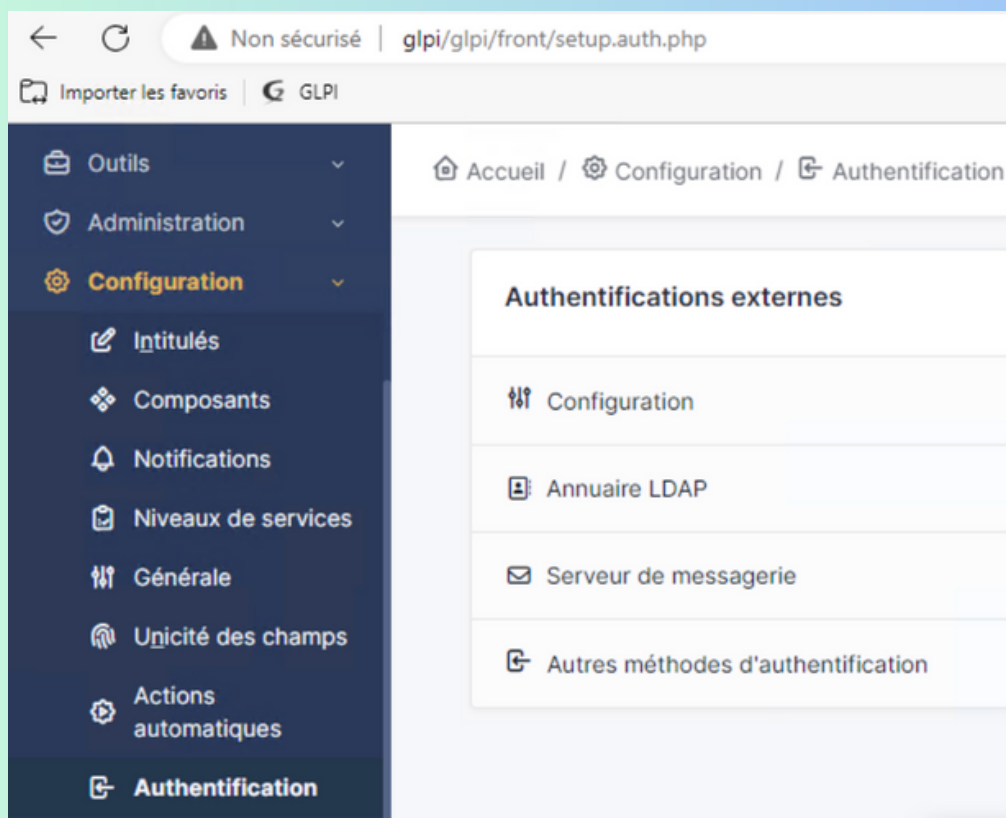 Non sécurisé | glpi/glpi/front/setup.auth.php
Importer les favoris GLPI
Outils
Administration
Configuration
Intitulés
Composants
Notifications
Niveaux de services
Générale
Unicité des champs
Actions
automatiques
Authentification
Accueil / Configuration / Authentification
Authentifications externes
Configuration
Annuaire LDAP
Serveur de messagerie
Autres méthodes d'authentification